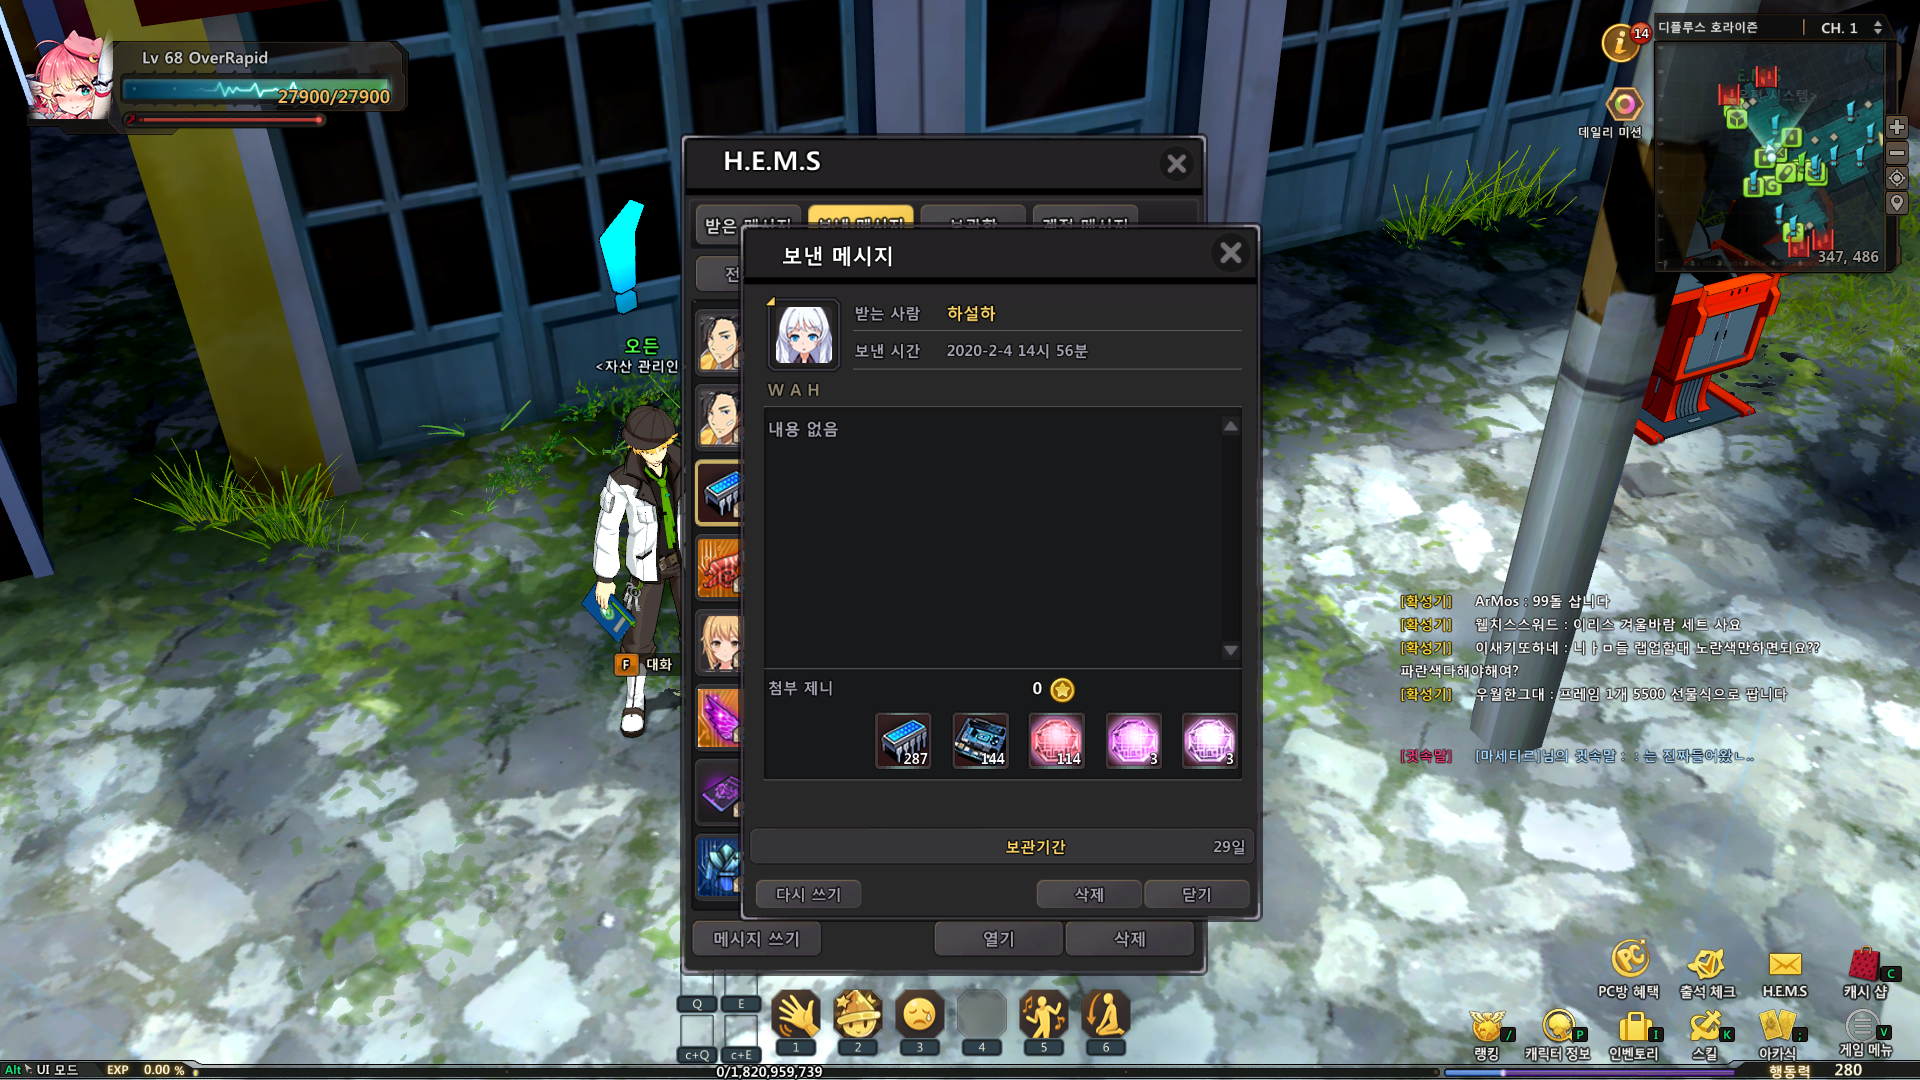 Lv 68 OverRapid
27900/27900
14
디플루스 호라이즌
CH. 1
데일리 미션
347, 486
H.E.M.S
받은 메시지
보낸 메시지
보관함
계정 메시지
전
보낸 메시지
받는 사람 하설하
보낸 시간 2020-2-4 14시 56분
W A H
내용 없음
오든
<자산 관리인
F 대화
첨부 제니 0
287
144
114
3
3
보관기간 29일
다시 쓰기
삭제
닫기
메시지 쓰기
열기
삭제
[확성기] ArMos : 99돌 삽니다
[확성기] 웰치스스워드 : 이리스 겨울바람 세트 사요
[확성기] 이새키또하네 : 니ㅏㅁ들 랩업할대 노란색만하면되요??
파란색다해야해여?
[확성기] 우월한그대 : 프레임 1개 5500 선물식으로 팝니다
[귓속말] [마세티르]님의 귓속말 : : 는 진짜들어왔ㄴ..
PC
PC방 혜택
출석 체크
H.E.M.S
C
캐시 샵
/
랭킹
P
캐릭터 정보
I
인벤토리
K
스킬
;
아카식
V
게임 메뉴
Q
E
c+Q
c+E
1
2
3
4
5
6
Alt UI 모드
EXP 0.00 %
0/1,820,959,739
행동력 280